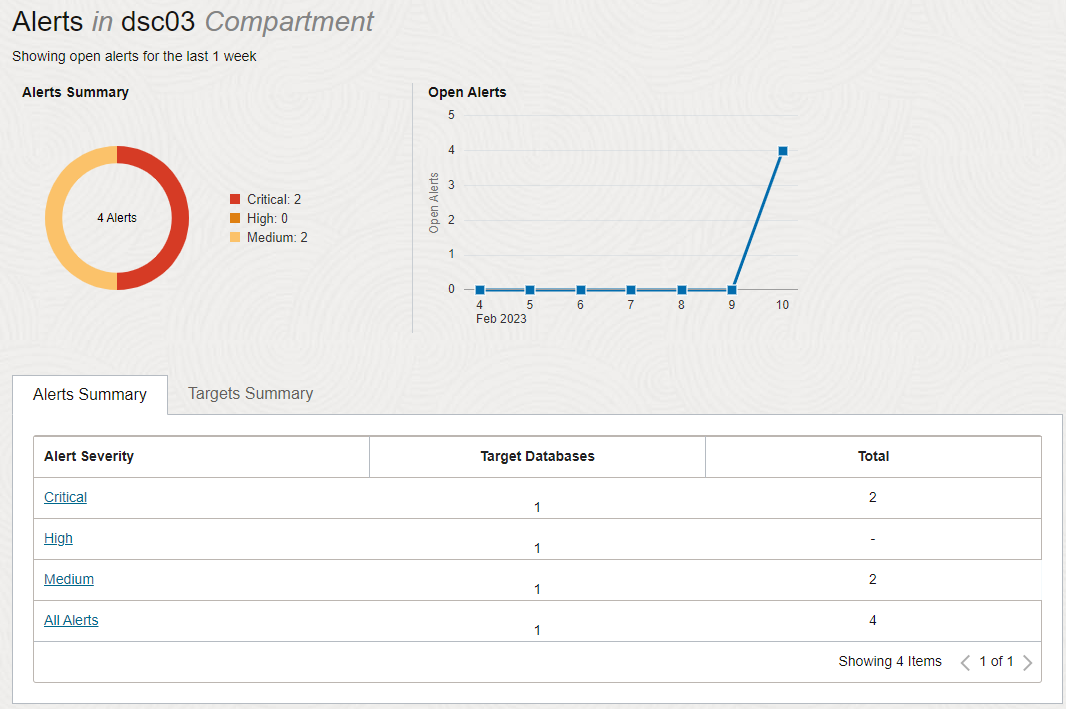 Alerts in dsc03 Compartment
Showing open alerts for the last 1 week
Alerts Summary
4 Alerts
Critical: 2
High: 0
Medium: 2
Open Alerts
Open Alerts
5
4
3
2
1
0
4 5 6 7 8 9 10
Feb 2023
Alerts Summary Targets Summary
Alert Severity Target Databases Total
Critical 1 2
High 1 -
Medium 1 2
All Alerts 1 4
Showing 4 Items 1 of 1